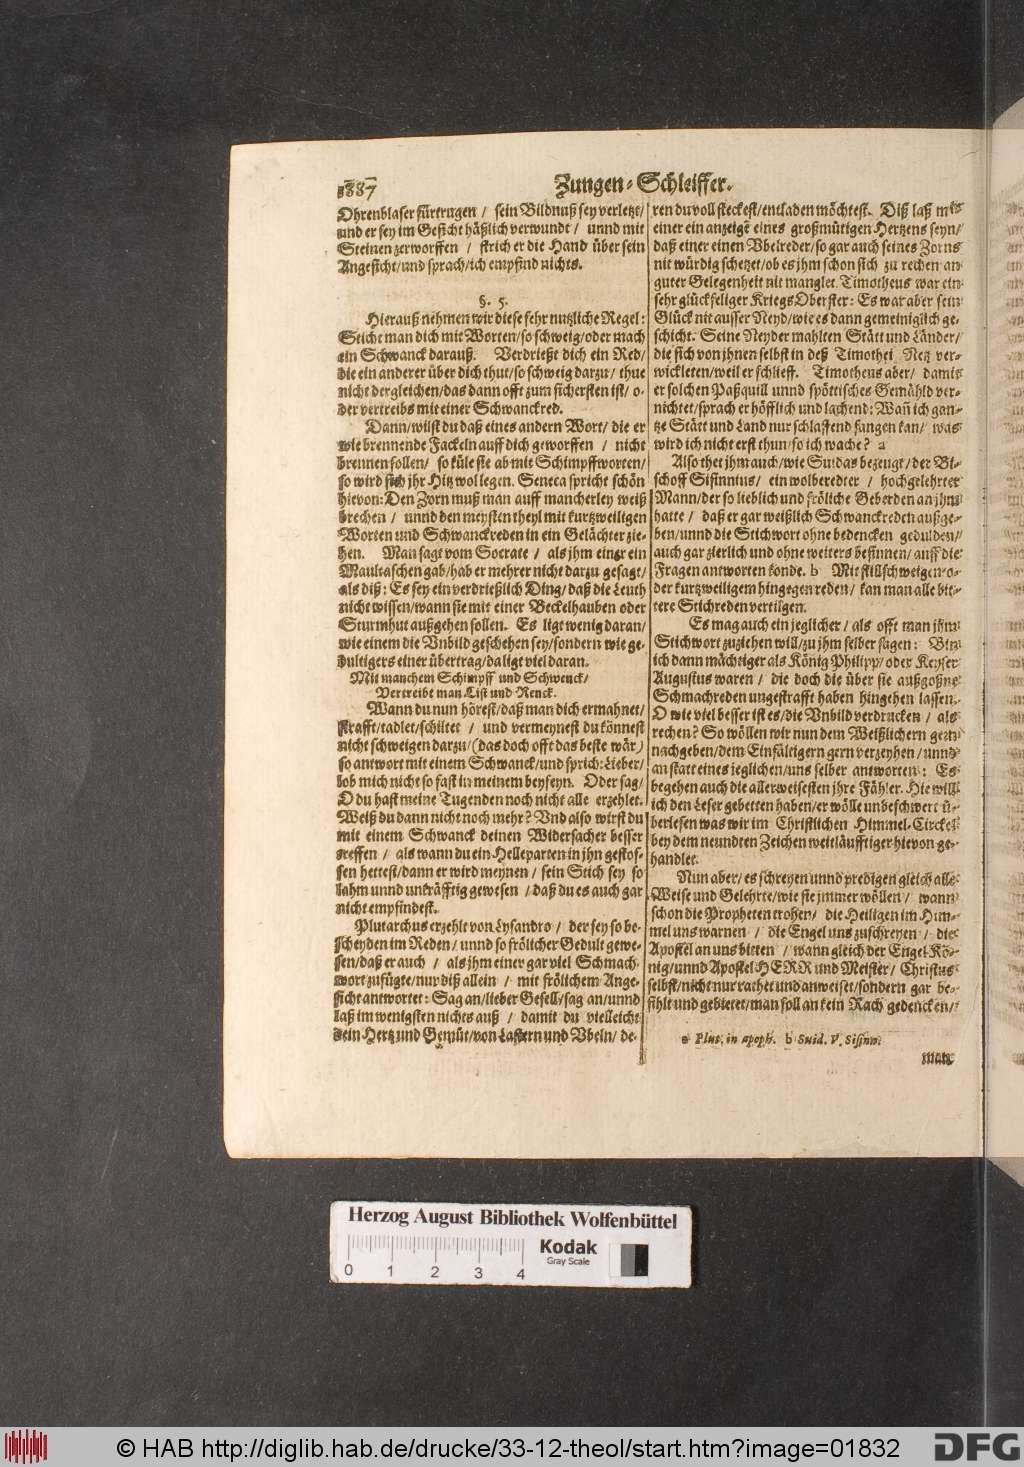 1887
Zungen-Schleiffer.
Ohrenblaser fürtrugen / sein Bildnuß sey verletzt/
und er sey im Gesicht häßlich verwundt / unnd mit
Steinen zerworffen / strich er die Hand über sein
Angesicht/und sprach/ich empfind nichts.
§. 5.
Hierauß nehmen wir diese sehr nutzliche Regel:
Sticht man dich mit Worten/so schweig/oder mach
ein Schwanck darauß. Verdrießt dich ein Red/
die ein anderer über dich thut/so schweig darzu/ thue
nicht dergleichen/das dann offt zum sichersten ist/ o-
der vertreibs mit einer Schwanckred.
Dann/wilst du daß eines andern Wort/ die er
wie brennende Fackeln auff dich geworffen / nicht
brennen sollen/ so küle sie ab mit Schimpffworten/
so wird sich jhr Hitz wol legen. Seneca spricht schön
hievon: Den Zorn muß man auff mancherley weiß
brechen / unnd den meysten theyl mit kurtzweiligen
Worten und Schwanckreden in ein Gelächter zie-
hen. Man sagt vom Socrate / als jhm einer ein
Maultaschen gab/hab er mehrer nicht darzu gesagt/
als diß: Es sey ein verdrießlich Ding/daß die Leuth
nicht wissen/wann sie mit einer Beckelhauben oder
Sturmhut außgehen sollen. Es ligt wenig daran/
wie einem die Vnbild geschehen sey/sondern wie ge-
dultigers einer übertrag/da ligt viel daran.
Mit manchem Schimpff und Schwenck/
Vertreibt man List und Renck.
Wann du nun hörest/daß man dich ermahnet/
strafft/tadlet/schiltet / und vermeynest du könnest
nicht schweigen darzu/(das doch offt das beste wär)
so antwort mit einem Schwanck/und sprich: Lieber/
lob mich nicht so fast in meinem beyseyn. Oder sag/
O du hast meine Tugenden noch nicht alle erzehlet.
Weiß du dann nicht noch mehr? Vnd also wirst du
mit einem Schwanck deinen Widersacher besser
treffen / als wann du ein Helleparten in jhn gestos-
sen hettest/dann er wird meynen / sein Stich sey so
lahm unnd unkräfftig gewesen / daß du es auch gar
nicht empfindest.
Plutarchus erzehlt von Lysandro / der sey so be-
scheyden im Reden/ unnd so frölicher Gedult gewe-
sen/daß er auch / als jhm einer gar viel Schmach-
wort zufügte/nur diß allein / mit frölichem Ange-
sicht antwortet: Sag an/lieber Gesell/sag an/unnd
laß im wenigsten nichts auß / damit du vielleicht
dein Hertz und Gemüt/von Lastern und Vbeln/ de-
ren du voll steckest/entladen möchtest. Diß laß mir
einer ein anzeigẽ eines großmütigen Hertzens seyn/
daß einer einen Vbelreder/so gar auch seines Zorns
nit würdig schetzet/ob es jhm schon sich zu rechen an
guter Gelegenheit nit manglet. Timotheus war ein
sehr glückseliger KriegsOberster: Es war aber sein
Glück nit ausser Neyd/wie es dann gemeiniglich ge-
schicht. Seine Neyder mahlten Stätt und Länder/
die sich von jhnen selbst in deß Timothei Netz ver-
wickleten/weil er schlieff. Timotheus aber/ damit
er solchen Paßquill unnd spöttisches Gemähld ver-
nichtet/sprach er höfflich und lachend: Wañ ich gan-
tze Stätt und Land nur schlaffend fangen kan/ was
wird ich nicht erst thun/so ich wache? a
Also thet jhm auch/wie Suidas bezeugt/der Bi-
schoff Sisinnius/ ein wolberedter / hochgelehrter
Mann/der so lieblich und fröliche Geberden an jhm
hatte / daß er gar weißlich Schwanckreden außge-
ben/unnd die Stichwort ohne bedencken gedulden/
auch gar zierlich und ohne weiters besinnen/ auff die
Fragen antworten konde. b Mit stillschweigen o-
der kurtzweiligem hingegen reden/ kan man alle bit-
tere Stichreden vertilgen.
Es mag auch ein jeglicher/ als offt man jhm
Stichwort zuziehen will/zu jhm selber sagen: Bin
ich dann mächtiger als König Philipp/oder Keyser
Augustus waren / die doch die über sie außgoßne
Schmachreden ungestrafft haben hingehen lassen.
O wie viel besser ist es/die Vnbild verdrucken / als
rechen? So wöllen wir nun dem Weißlichern gern
nachgeben/dem Einfältigern gern verzeyhen/ unnd
an statt eines jeglichen/uns selber antworten: Es
begehen auch die allerweisesten jhre Fähler. Hie will
ich den Leser gebetten haben/er wölle unbeschwert ü-
berlesen was wir im Christlichen Himmel-Circkel
bey dem neundten Zeichen weitläufftiger hievon ge-
handlet.
Nun aber/ es schreyen unnd predigen gleich alle
Weise und Gelehrte/wie sie jmmer wöllen/ wann
schon die Propheten trohen/ die Heiligen im Him-
mel uns warnen / die Engel uns zuschreyen / die
Apostel an uns bitten / wann gleich der Engel Kö-
nig/unnd Apostel HERR und Meister/ Christus
selbst/nicht nur rathet und anweiset/sondern gar be-
fihlt und gebietet/man soll an kein Rach gedencken/
a Plut. in apoph. b Suid. V. Sisinn.
man
Herzog August Bibliothek Wolfenbüttel
0 1 2 3 4
Kodak
Gray Scale
© HAB http://diglib.hab.de/drucke/33-12-theol/start.htm?image=01832
DFG